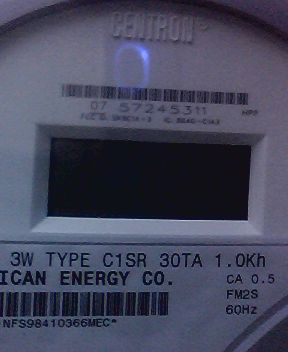 CENTRON®
07 57245311
3W TYPE C1SR 30TA 1.0Kh
ICAN ENERGY CO.
CA 0.5
FM2S
60Hz
NFS98410366MEC*